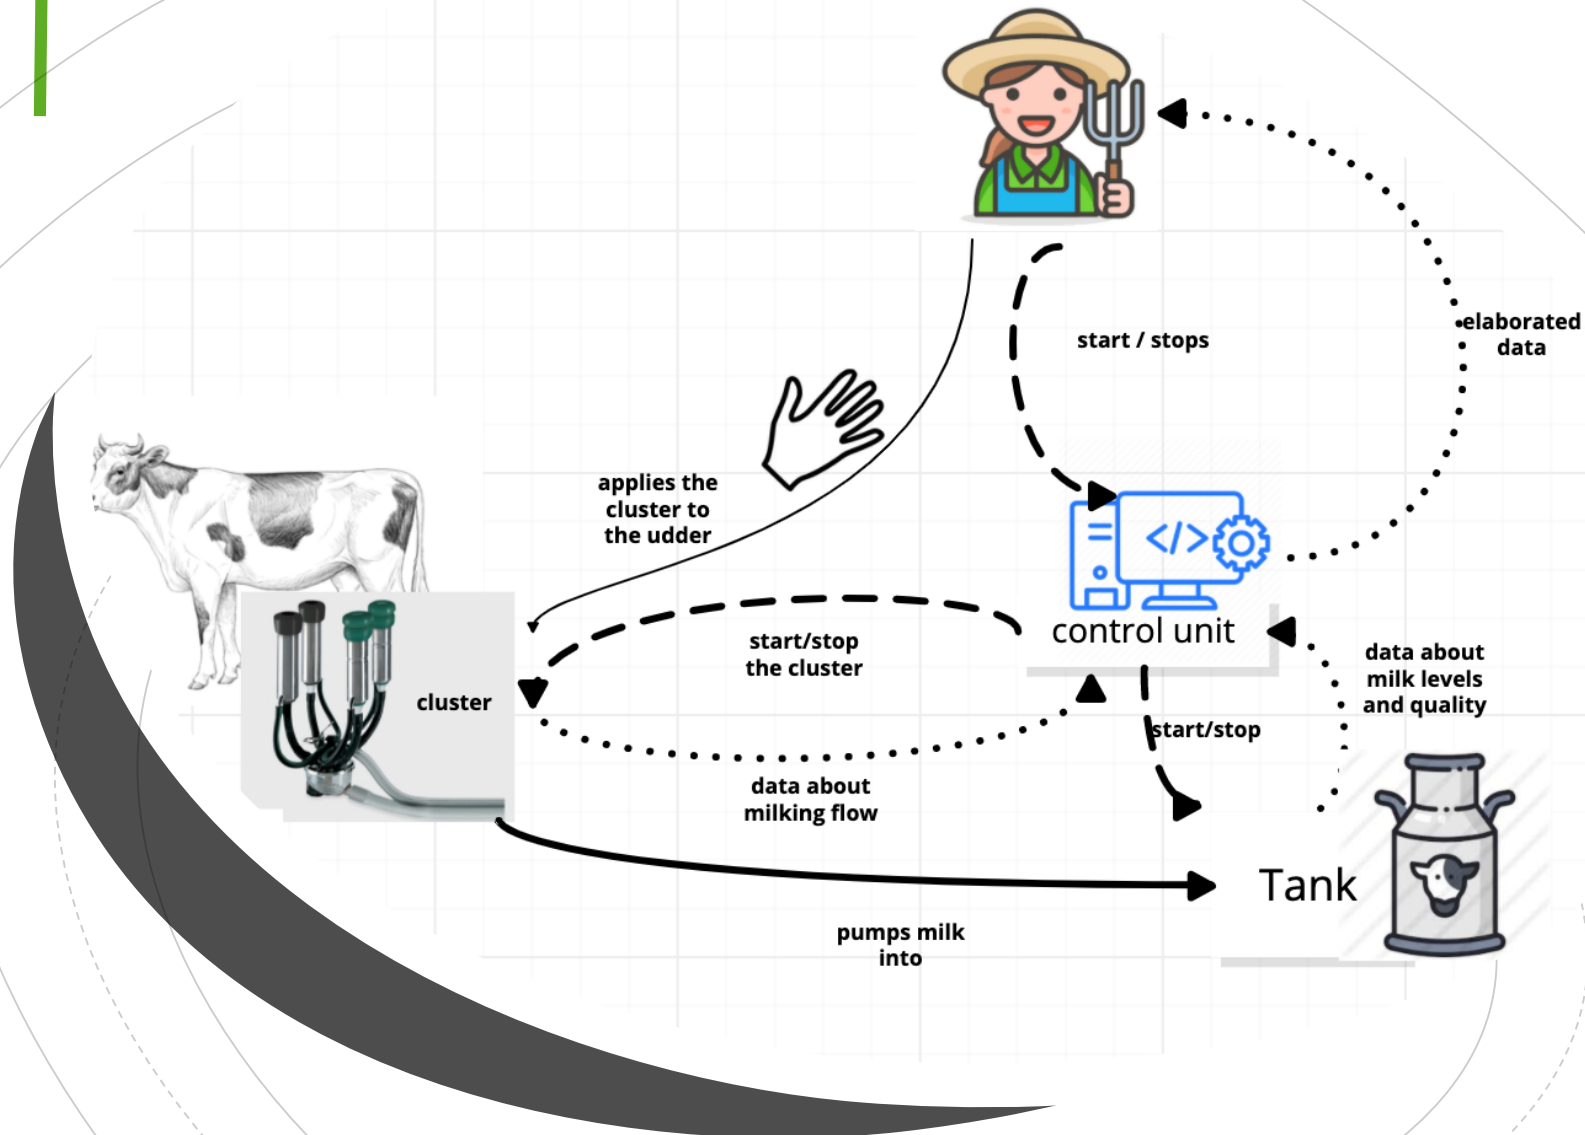 elaborated
data
start / stops
applies the
cluster to
the udder
</>
control unit
start/stop
the cluster
data about
milk levels
and quality
cluster
start/stop
data about
milking flow
Tank
pumps milk
into